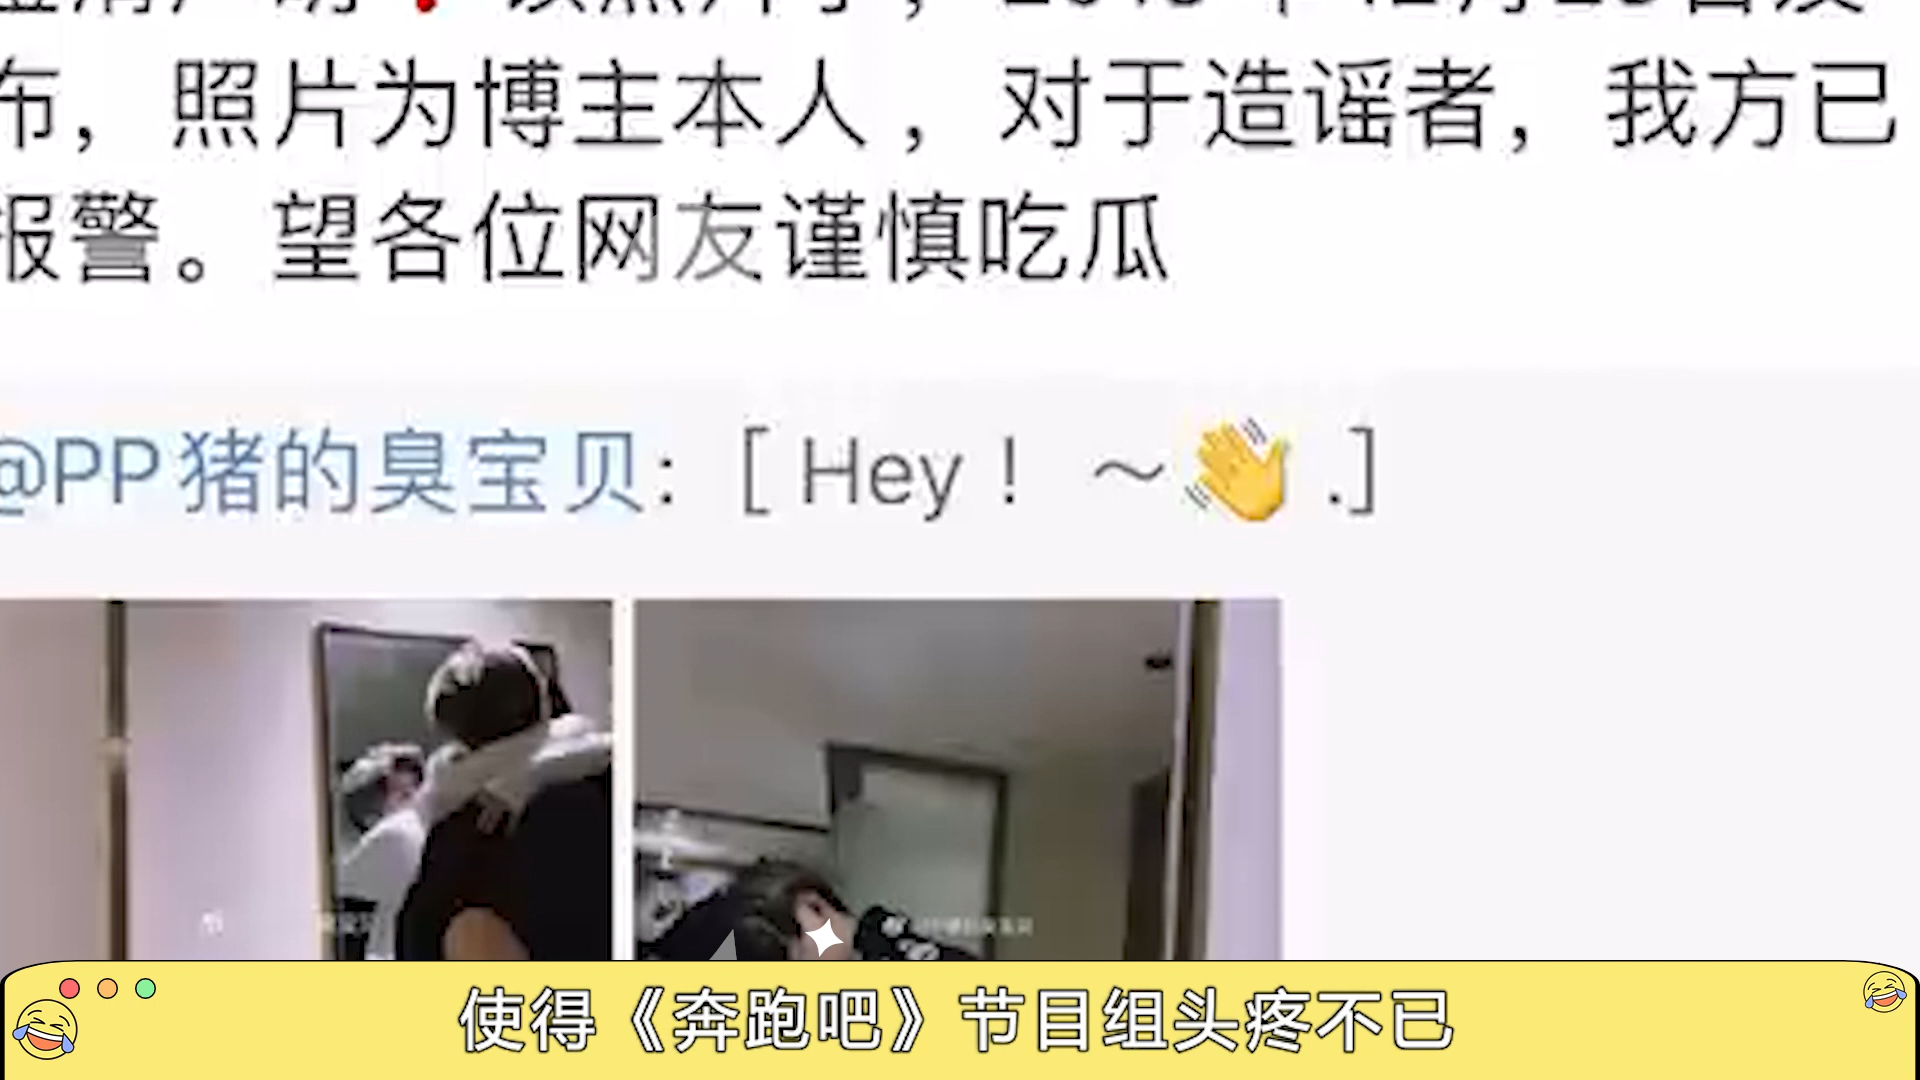 布，照片为博主本人，对于造谣者，我方已
报警。望各位网友谨慎吃瓜
@PP猪的臭宝贝：[ Hey！ ～👋 .]
使得《奔跑吧》节目组头疼不已